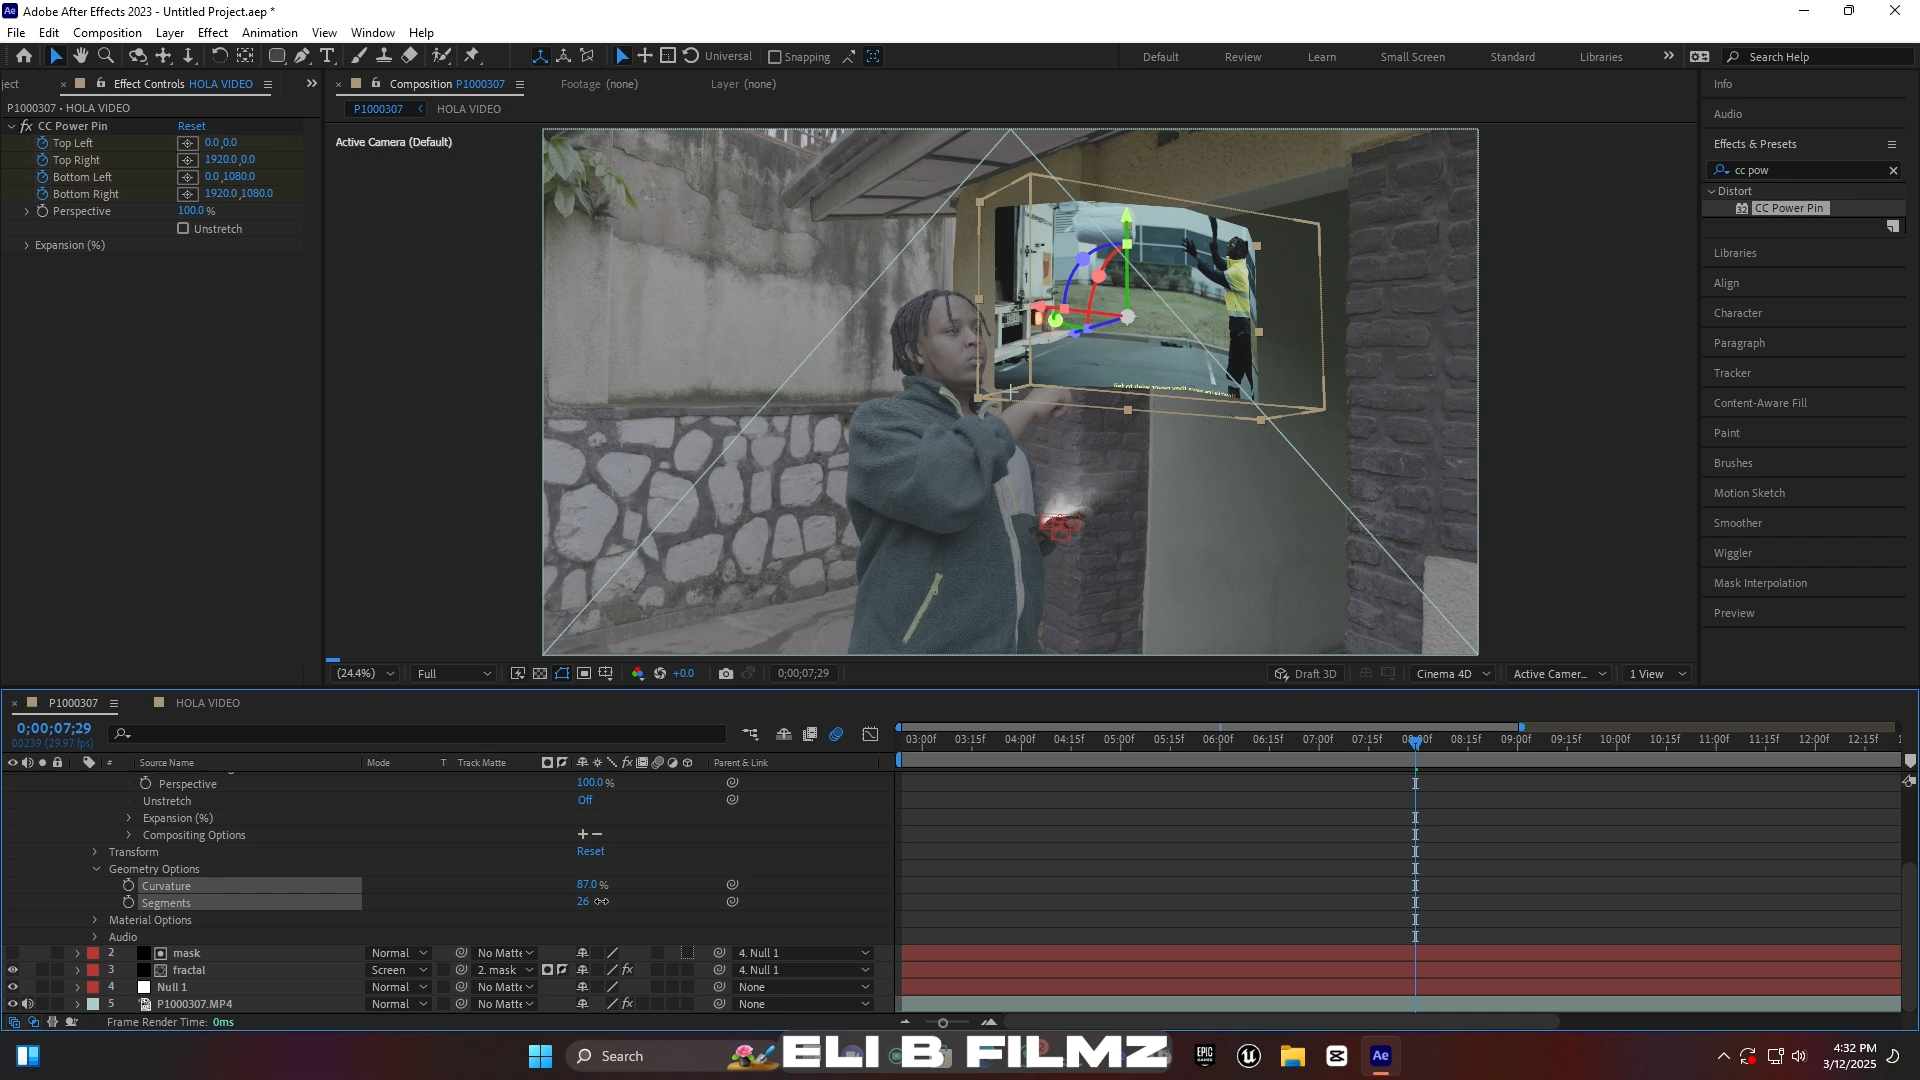 Adobe After Effects 2023 - Untitled Project.aep *
File Edit Composition Layer Effect Animation View Window Help
Universal Snapping Default Review Learn Small Screen Standard Libraries Search Help
ject Effect Controls HOLA VIDEO Composition P1000307 Footage (none) Layer (none) Info
P1000307 • HOLA VIDEO P1000307 HOLA VIDEO
CC Power Pin Reset
Top Left 0.0,0.0
Top Right 1920.0,0.0
Bottom Left 0.0,1080.0
Bottom Right 1920.0,1080.0
Perspective 100.0%
Unstretch
Expansion (%)
Active Camera (Default)
Audio
Effects & Presets
cc pow
Distort
CC Power Pin
Libraries
Align
Character
Paragraph
Tracker
Content-Aware Fill
Paint
Brushes
Motion Sketch
Smoother
Wiggler
Mask Interpolation
Preview
(24.4%) Full +0.0 0;00;07;29 Draft 3D Cinema 4D Active Camer... 1 View
P1000307 HOLA VIDEO
0;00;07;29
00239 (29.97 fps)
03:00f 03:15f 04:00f 04:15f 05:00f 05:15f 06:00f 06:15f 07:00f 07:15f 08:00f 08:15f 09:00f 09:15f 10:00f 10:15f 11:00f 11:15f 12:00f 12:15f
# Source Name Mode T Track Matte fx Parent & Link
Perspective 100.0%
Unstretch Off
Expansion (%)
Compositing Options
Transform Reset
Geometry Options
Curvature 87.0%
Segments 26
Material Options
Audio
2 mask Normal No Matte 4. Null 1
3 fractal Screen 2. mask fx 4. Null 1
4 Null 1 Normal No Matte None
5 P1000307.MP4 Normal No Matte fx None
Frame Render Time: 0ms
Search
ELI B FILMZ
EPIC GAMES
Ae
4:32 PM
3/12/2025